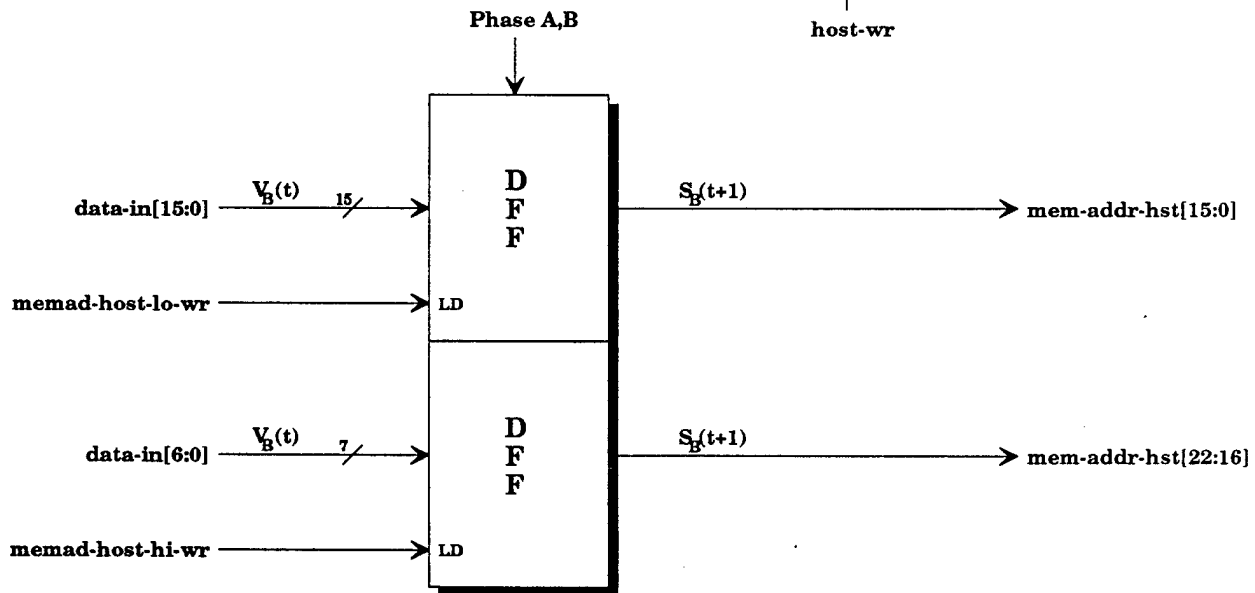 Phase A,B
host-wr
data-in[15:0]
V_B(t)
15
D
F
F
S_B(t+1)
mem-addr-hst[15:0]
memad-host-lo-wr
LD
data-in[6:0]
V_B(t)
7
D
F
F
S_B(t+1)
mem-addr-hst[22:16]
memad-host-hi-wr
LD